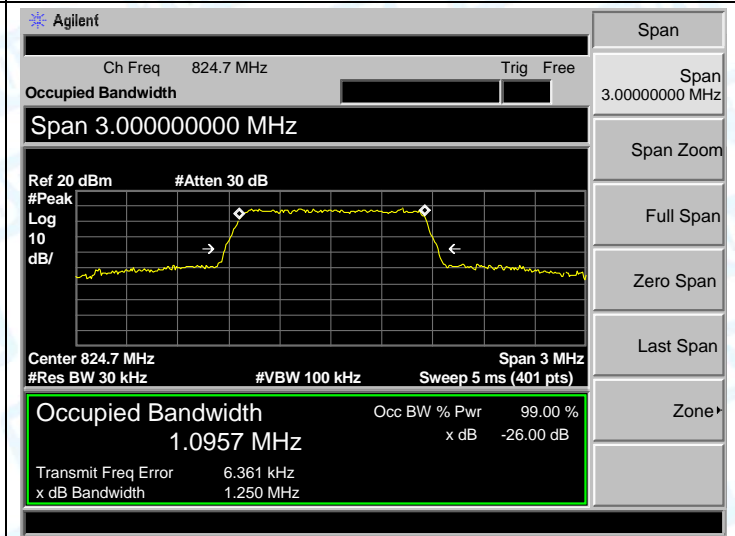 Agilent
Span
Ch Freq 824.7 MHz Trig Free
Occupied Bandwidth
Span
3.00000000 MHz
Span 3.000000000 MHz
Span Zoom
Ref 20 dBm #Atten 30 dB
#Peak
Log
10
dB/
Full Span
Zero Span
Last Span
Center 824.7 MHz Span 3 MHz
#Res BW 30 kHz #VBW 100 kHz Sweep 5 ms (401 pts)
Occupied Bandwidth Occ BW % Pwr 99.00 %
1.0957 MHz x dB -26.00 dB
Zone
Transmit Freq Error 6.361 kHz
x dB Bandwidth 1.250 MHz